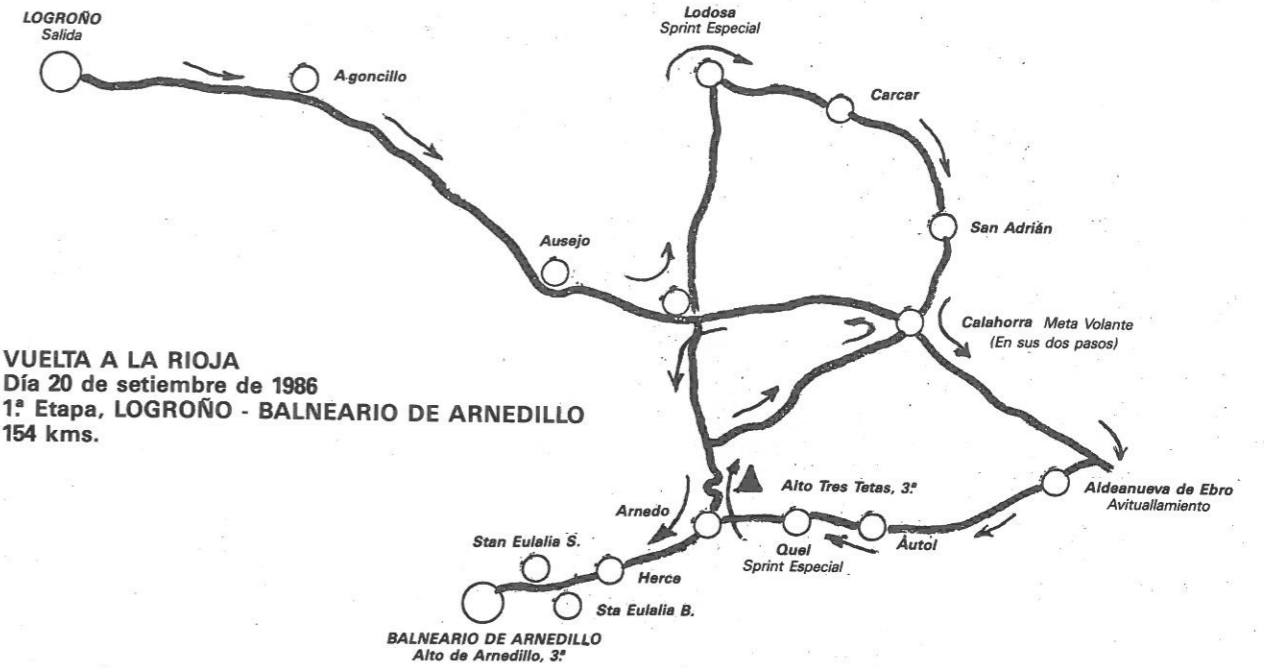 LOGROÑO
Salida
Agoncillo
Lodosa
Sprint Especial
Carcar
San Adrián
Ausejo
Calahorra Meta Volante
(En sus dos pasos)
VUELTA A LA RIOJA
Día 20 de setiembre de 1986
1.ª Etapa, LOGROÑO - BALNEARIO DE ARNEDILLO
154 kms.
Alto Tres Tetas, 3.ª
Aldeanueva de Ebro
Avituallamiento
Arnedo
Autol
Quel
Sprint Especial
Stan Eulalia S.
Herce
Sta Eulalia B.
BALNEARIO DE ARNEDILLO
Alto de Arnedillo, 3.ª